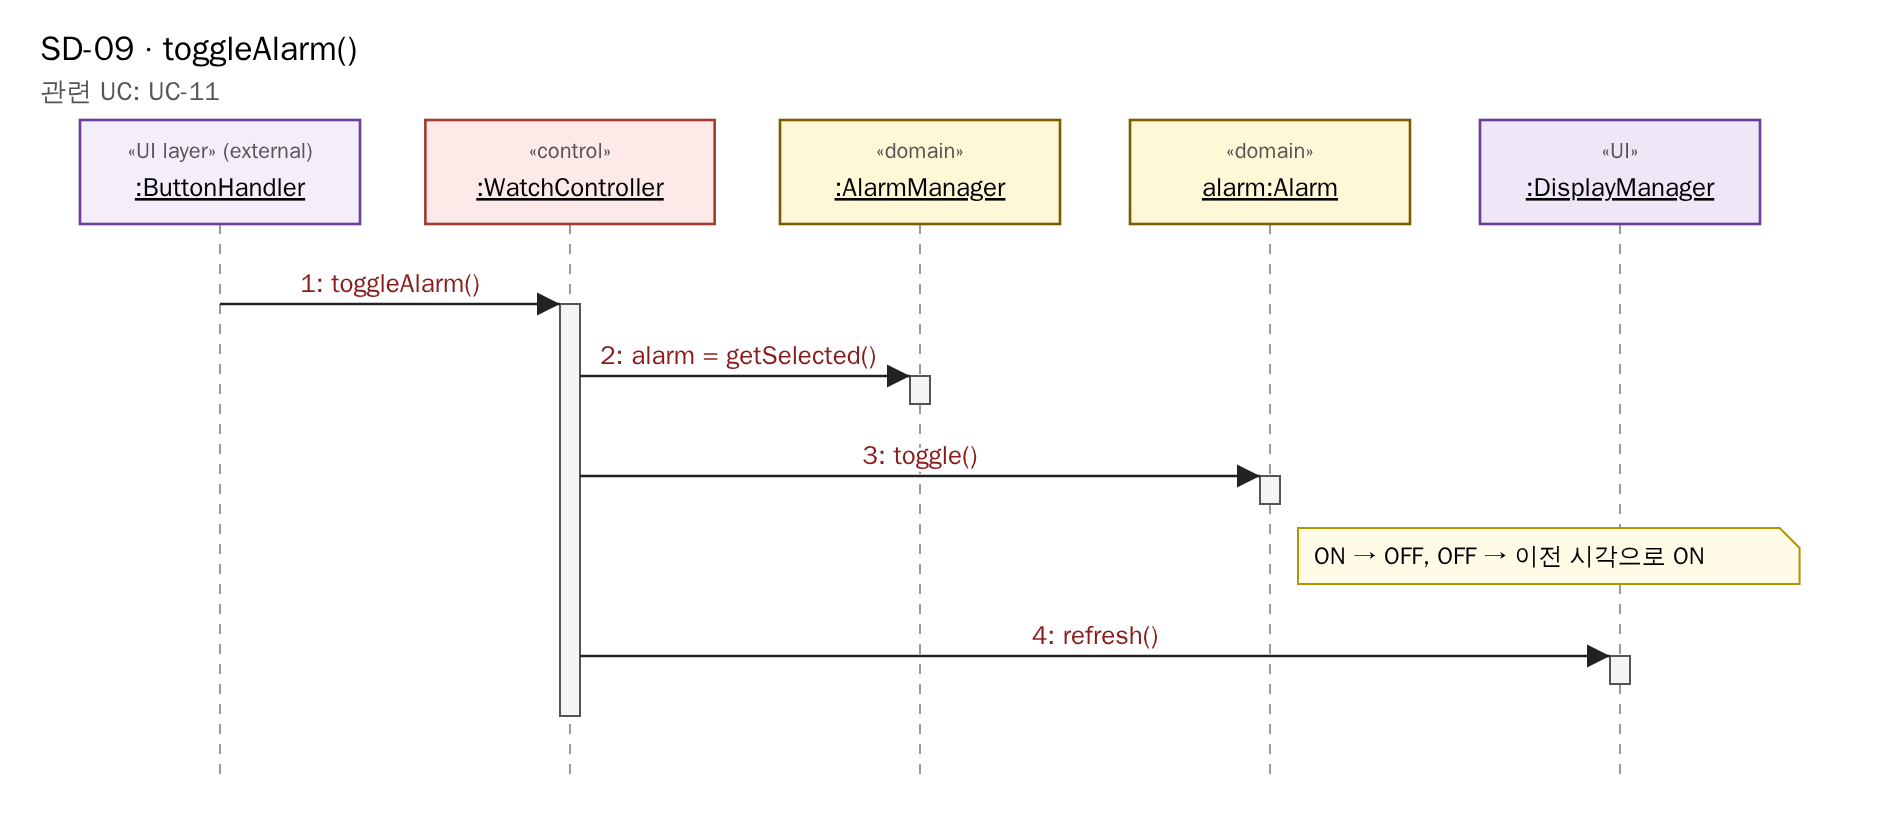 SD-09 · toggleAlarm()
관련 UC: UC-11
«UI layer» (external)
:ButtonHandler
«control»
:WatchController
«domain»
:AlarmManager
«domain»
alarm:Alarm
«UI»
:DisplayManager
1: toggleAlarm()
2: alarm = getSelected()
3: toggle()
ON → OFF, OFF → 이전 시각으로 ON
4: refresh()